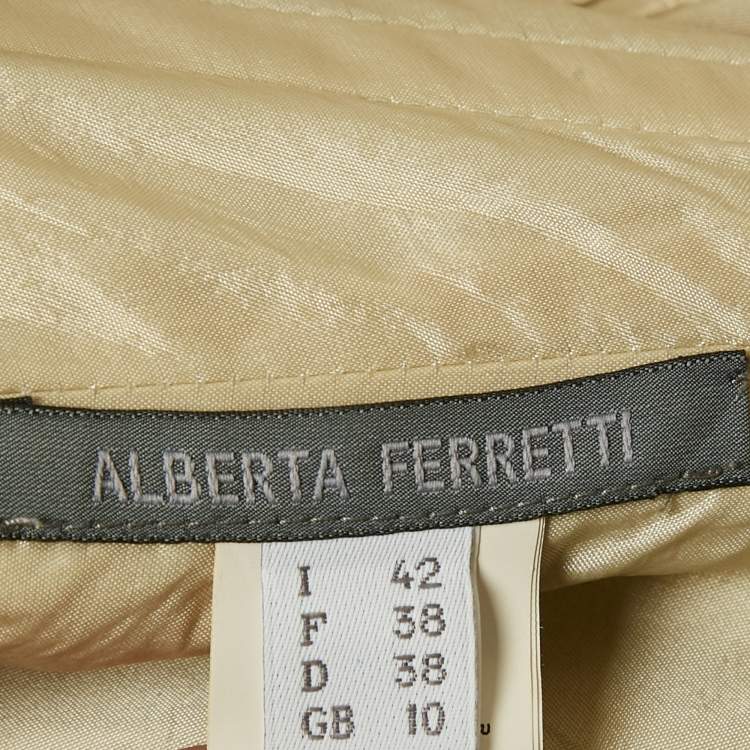 ALBERTA FERRETTI
I 42
F 38
D 38
GB 10
U